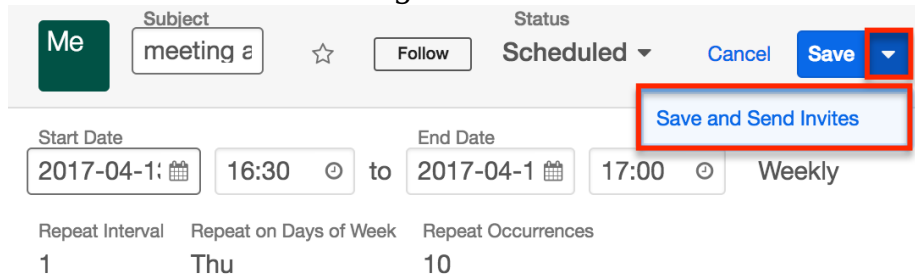 Subject
Status
Me
meeting a
Follow
Scheduled
Cancel
Save
Save and Send Invites
Start Date
End Date
2017-04-1
16:30
to
2017-04-1
17:00
Weekly
Repeat Interval
Repeat on Days of Week
Repeat Occurrences
1
Thu
10